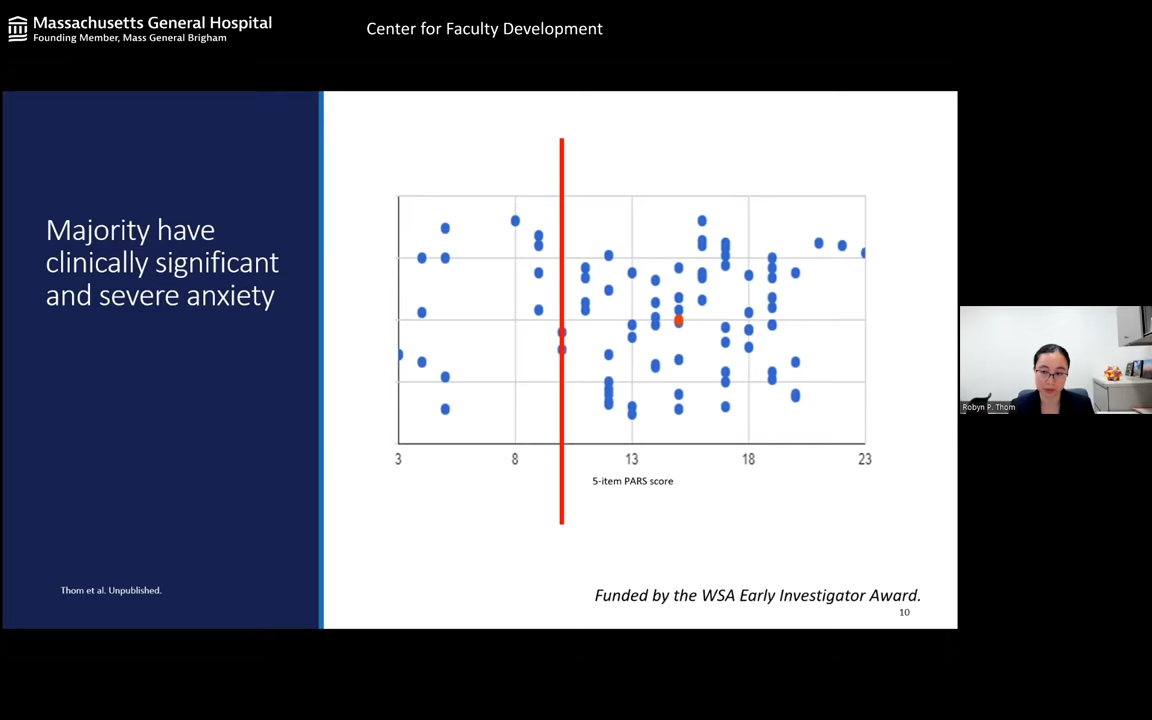 Massachusetts General Hospital
Founding Member, Mass General Brigham
Center for Faculty Development
Majority have
clinically significant
and severe anxiety
3 8 13 18 23
5-item PARS score
Robyn P. Thom
Thom et al. Unpublished.
Funded by the WSA Early Investigator Award.
10